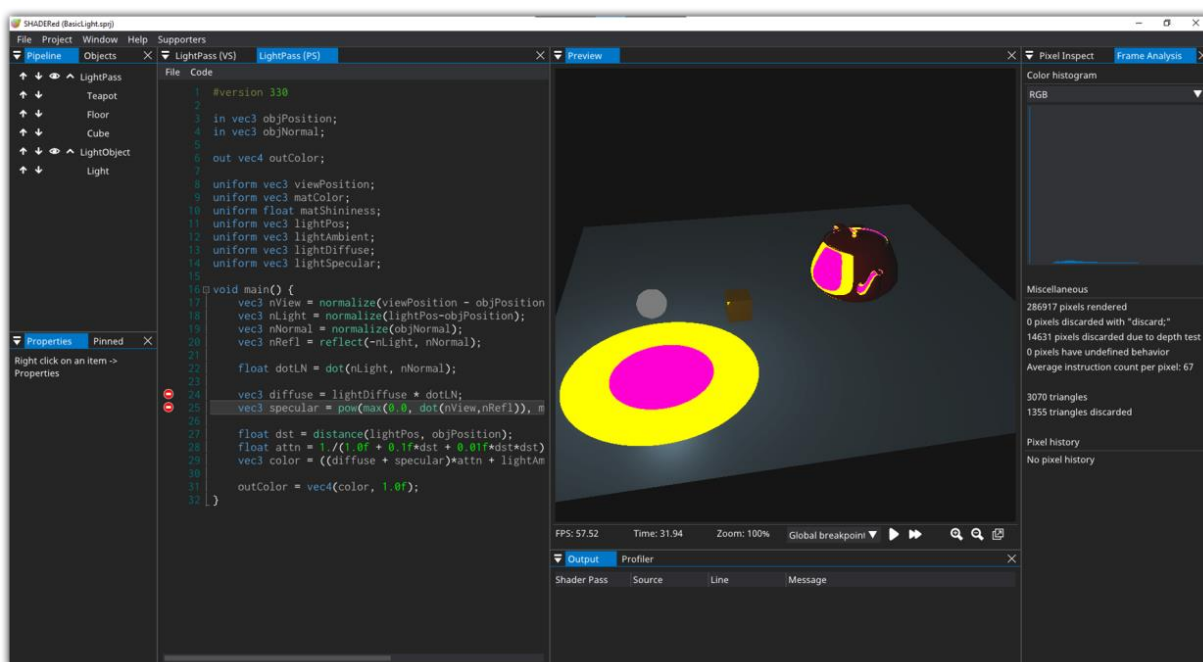 SHADERed (BasicLight.sprj)
File Project Window Help Supporters
Pipeline Objects
LightPass
Teapot
Floor
Cube
LightObject
Light
Properties Pinned
Right click on an item ->
Properties
LightPass (VS) LightPass (PS)
File Code
1 #version 330
2
3 in vec3 objPosition;
4 in vec3 objNormal;
5
6 out vec4 outColor;
7
8 uniform vec3 viewPosition;
9 uniform vec3 matColor;
10 uniform float matShininess;
11 uniform vec3 lightPos;
12 uniform vec3 lightAmbient;
13 uniform vec3 lightDiffuse;
14 uniform vec3 lightSpecular;
15
16 void main() {
17 vec3 nView = normalize(viewPosition - objPosition
18 vec3 nLight = normalize(lightPos-objPosition);
19 vec3 nNormal = normalize(objNormal);
20 vec3 nRefl = reflect(-nLight, nNormal);
21
22 float dotLN = dot(nLight, nNormal);
23
24 vec3 diffuse = lightDiffuse * dotLN;
25 vec3 specular = pow(max(0.0, dot(nView,nRefl)), m
26
27 float dst = distance(lightPos, objPosition);
28 float attn = 1./(1.0f + 0.1f*dst + 0.01f*dst*dst)
29 vec3 color = ((diffuse + specular)*attn + lightAm
30
31 outColor = vec4(color, 1.0f);
32 }
Preview
FPS: 57.52 Time: 31.94 Zoom: 100% Global breakpoint
Output Profiler
Shader Pass Source Line Message
Pixel Inspect Frame Analysis
Color histogram
RGB
Miscellaneous
286917 pixels rendered
0 pixels discarded with "discard;"
14631 pixels discarded due to depth test
0 pixels have undefined behavior
Average instruction count per pixel: 67
3070 triangles
1355 triangles discarded
Pixel history
No pixel history